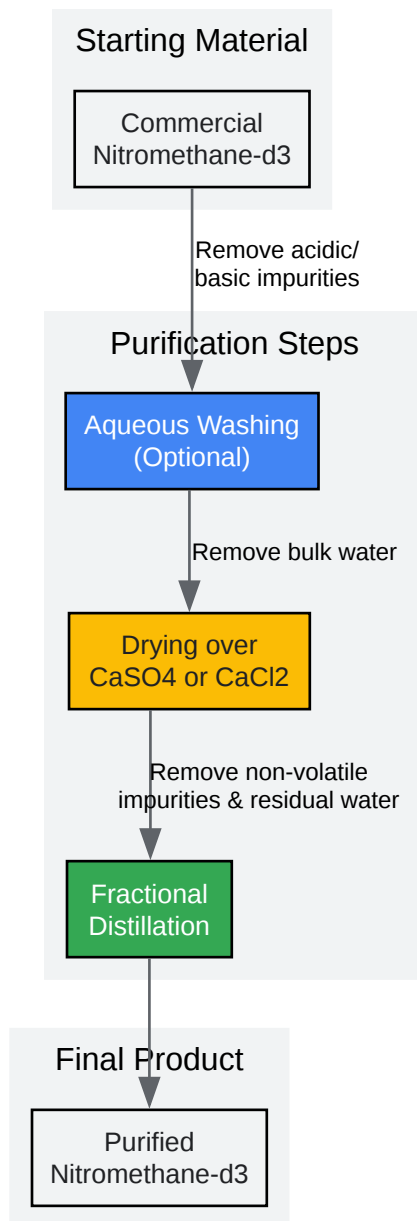 Starting Material
Commercial
Nitromethane-d3
Remove acidic/
basic impurities
Purification Steps
Aqueous Washing
(Optional)
Remove bulk water
Drying over
CaSO4 or CaCl2
Remove non-volatile
impurities & residual water
Fractional
Distillation
Final Product
Purified
Nitromethane-d3